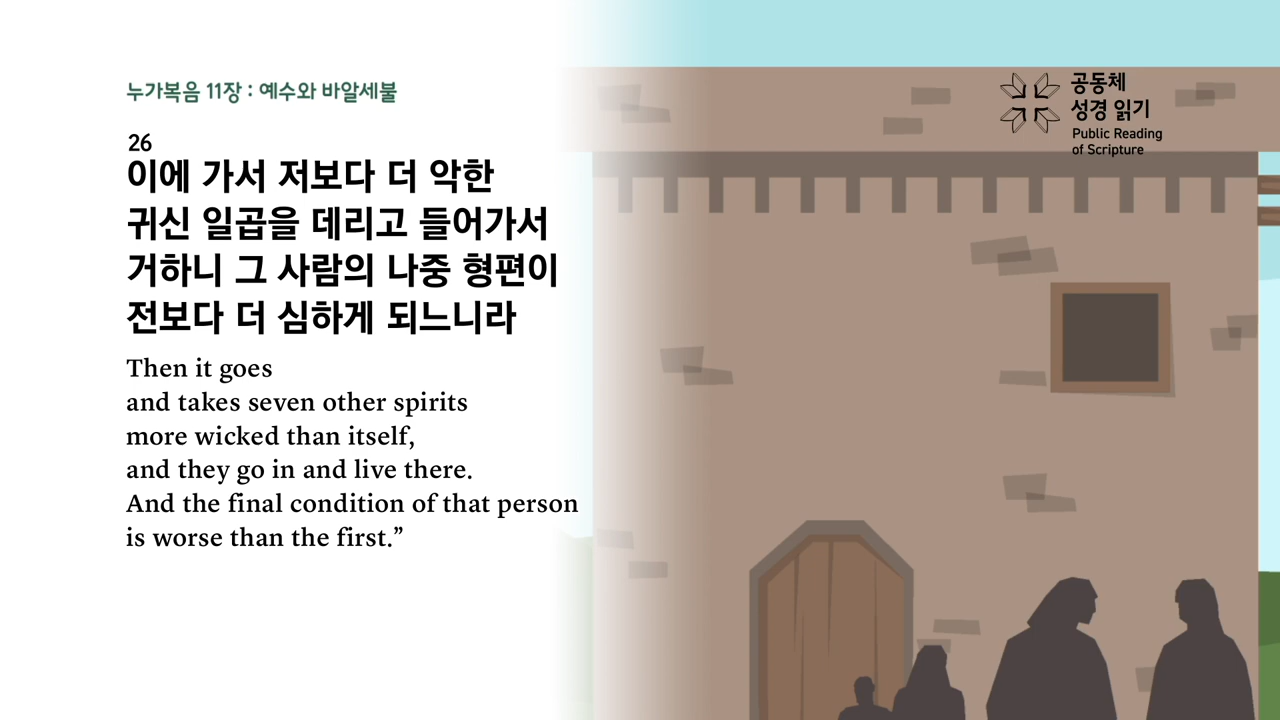 누가복음 11장 : 예수와 바알세불
공동체
성경 읽기
Public Reading
of Scripture
26
이에 가서 저보다 더 악한
귀신 일곱을 데리고 들어가서
거하니 그 사람의 나중 형편이
전보다 더 심하게 되느니라
Then it goes
and takes seven other spirits
more wicked than itself,
and they go in and live there.
And the final condition of that person
is worse than the first.”